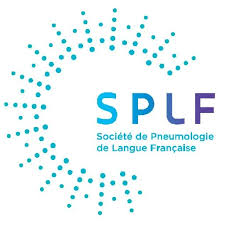 SPLF
Société de Pneumologie
de Langue Française